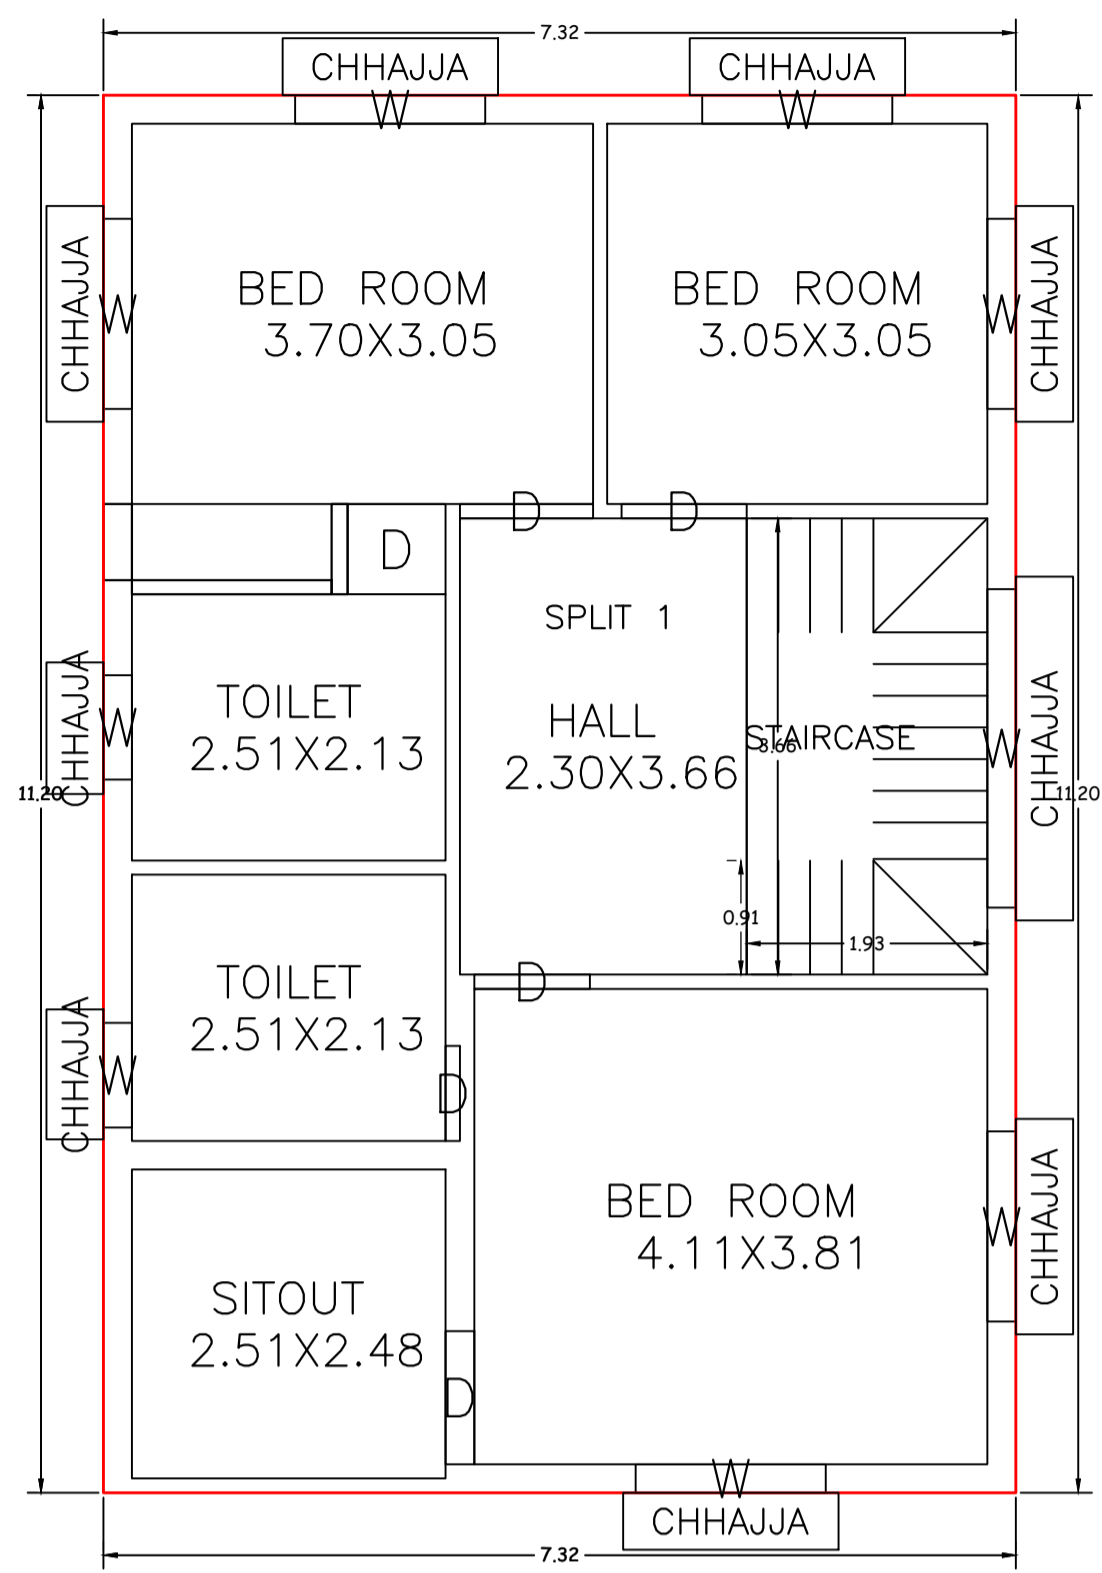 7.32
CHHAJJA
CHHAJJA
W
W
CHHAJJA
W
BED ROOM
3.70X3.05
BED ROOM
3.05X3.05
W
CHHAJJA
D
D
D
SPLIT 1
CHHAJJA
W
TOILET
2.51X2.13
HALL
2.30X3.66
STAIRCASE
3.66
W
CHHAJJA
11.20
11.20
0.91
1.93
CHHAJJA
W
TOILET
2.51X2.13
D
D
BED ROOM
4.11X3.81
W
CHHAJJA
SITOUT
2.51X2.48
D
W
CHHAJJA
7.32